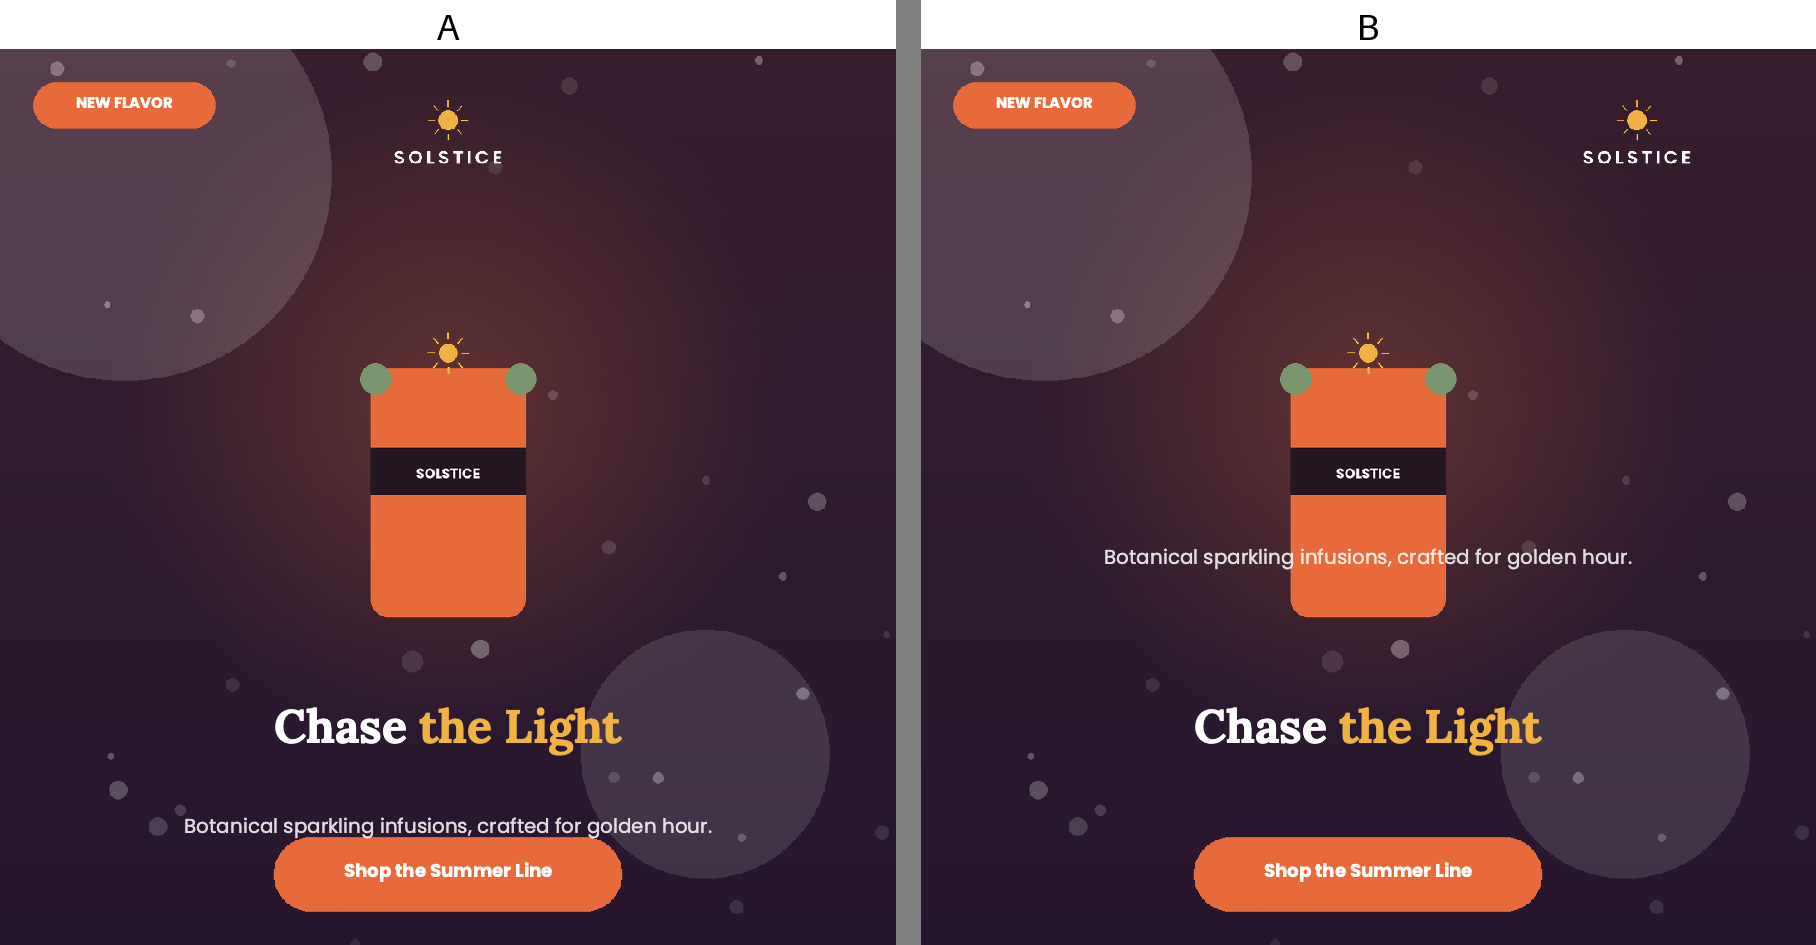 A
NEW FLAVOR
SOLSTICE
SOLSTICE
Chase the Light
Botanical sparkling infusions, crafted for golden hour.
Shop the Summer Line
B
NEW FLAVOR
SOLSTICE
SOLSTICE
Botanical sparkling infusions, crafted for golden hour.
Chase the Light
Shop the Summer Line